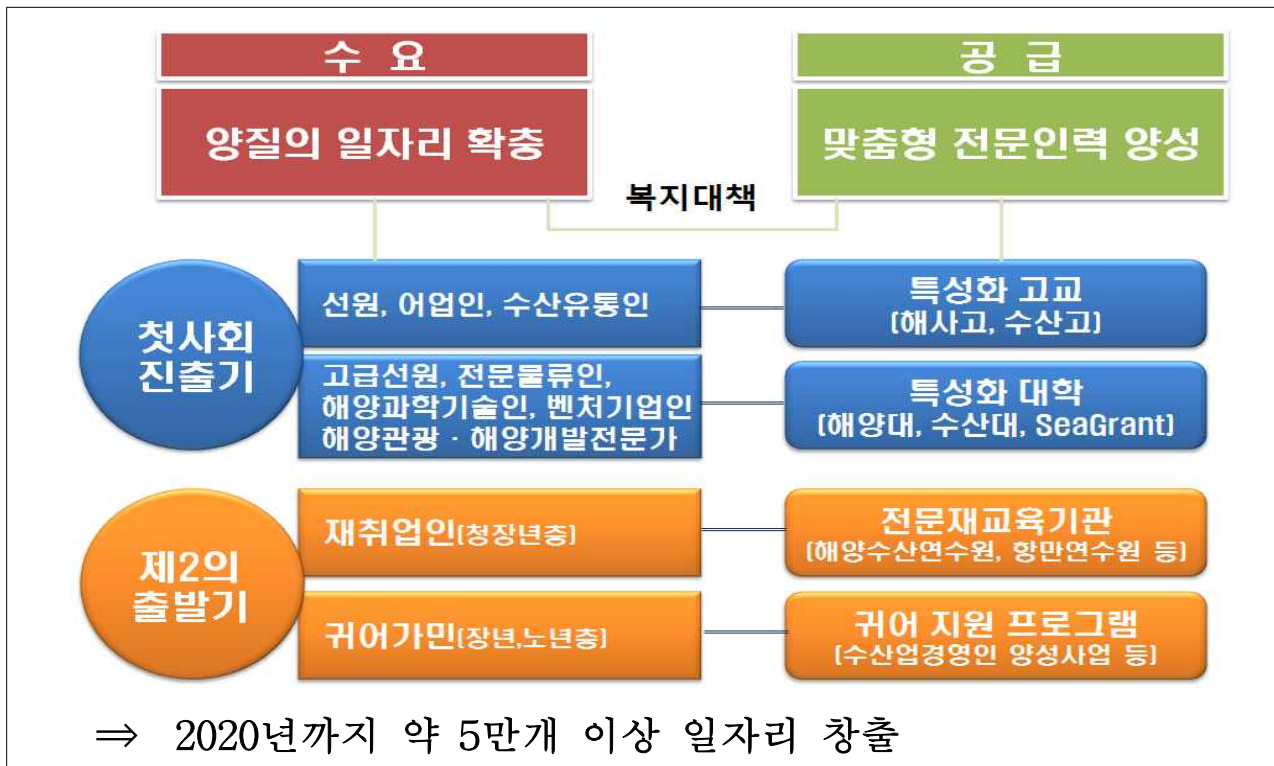 수 요
공 급
양질의 일자리 확충
맞춤형 전문인력 양성
복지대책
첫사회
진출기
선원, 어업인, 수산유통인
특성화 고교
(해사고, 수산고)
고급선원, 전문물류인,
해양과학기술인, 벤처기업인
해양관광 · 해양개발전문가
특성화 대학
(해양대, 수산대, SeaGrant)
제2의
출발기
재취업인(청장년층)
전문재교육기관
(해양수산연수원, 항만연수원 등)
귀어가민(장년,노년층)
귀어 지원 프로그램
(수산업경영인 양성사업 등)
⇒ 2020년까지 약 5만개 이상 일자리 창출